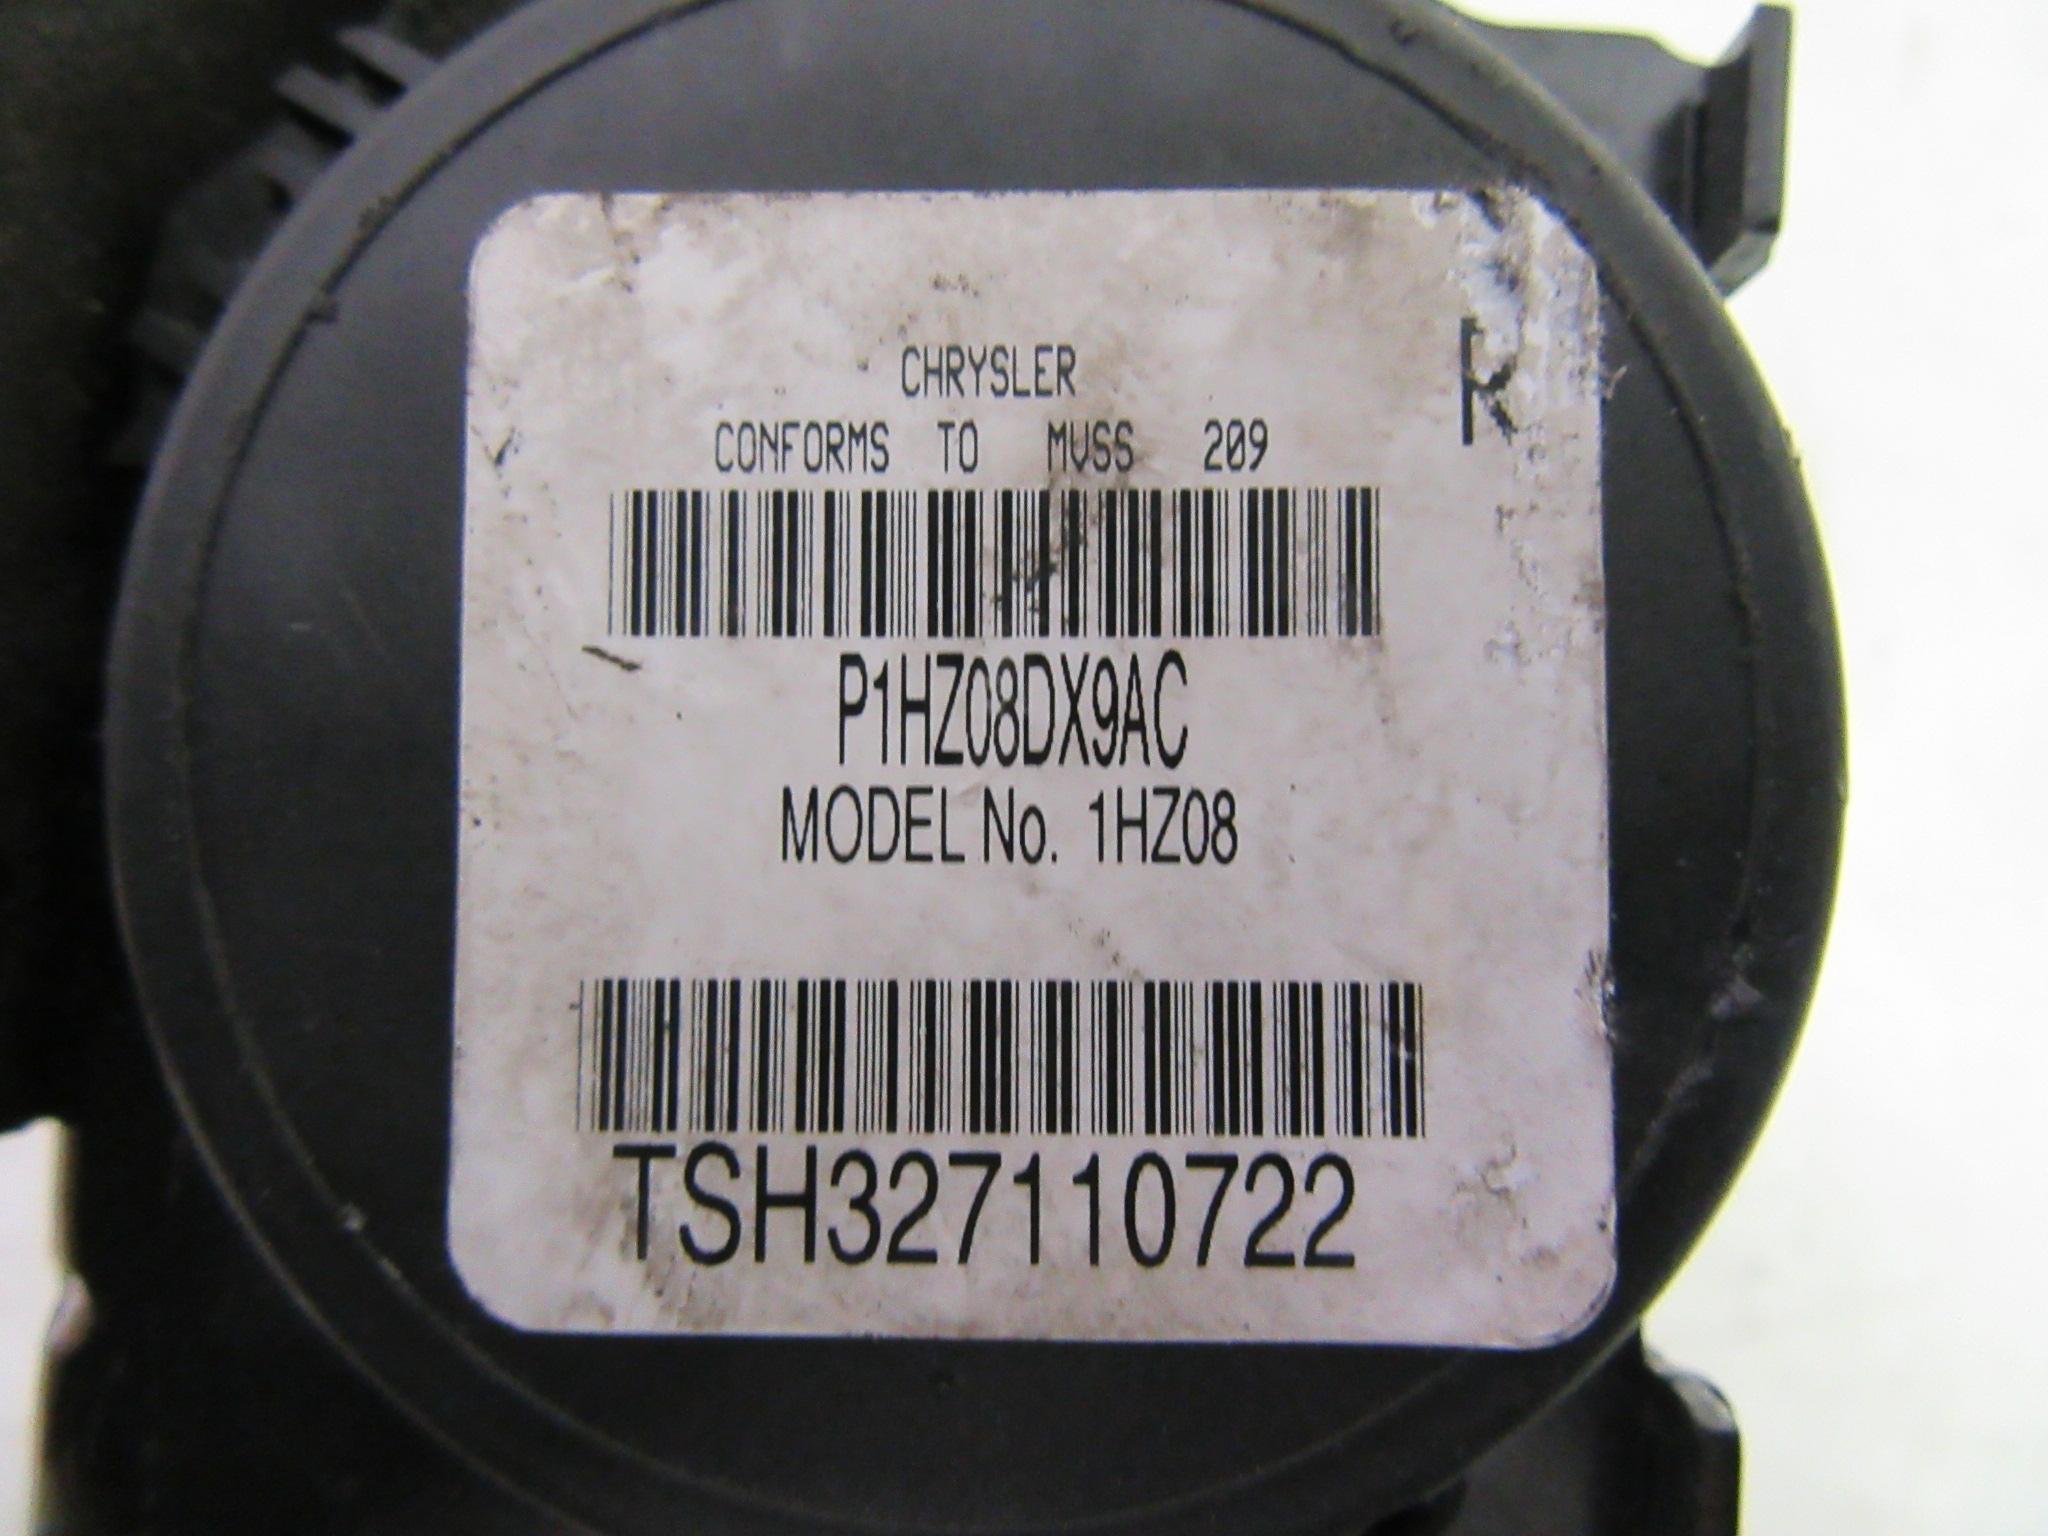 CHRYSLER
R
CONFORMS TO MVSS 209
P1HZ08DX9AC
MODEL No. 1HZ08
TSH327110722